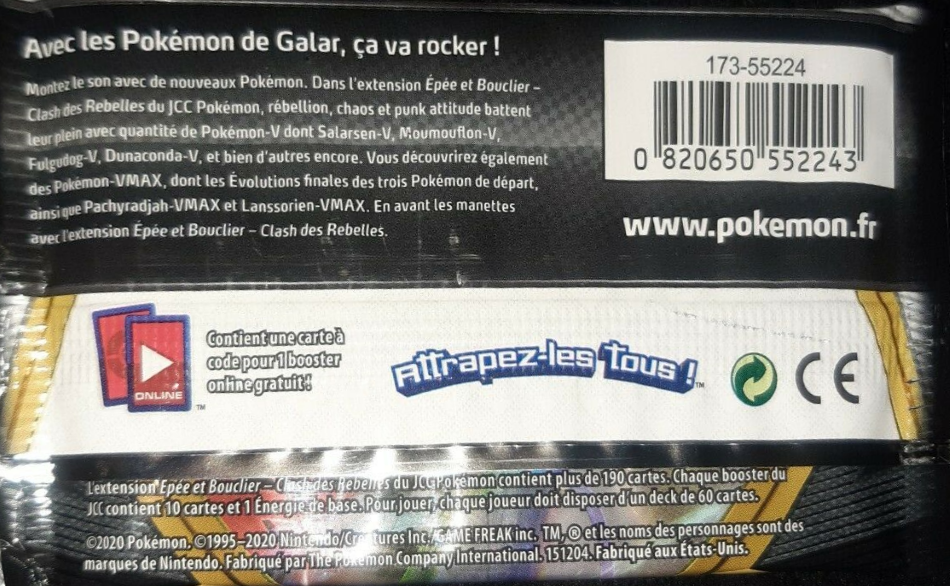 Avec les Pokémon de Galar, ça va rocker !
Montez le son avec de nouveaux Pokémon. Dans l'extension Épée et Bouclier –
Clash des Rebelles du JCC Pokémon, rébellion, chaos et punk attitude battent
leur plein avec quantité de Pokémon-V dont Salarsen-V, Moumouflon-V,
Fulgudog-V, Dunaconda-V, et bien d'autres encore. Vous découvrirez également
des Pokémon-VMAX, dont les Évolutions finales des trois Pokémon de départ,
ainsi que Pachyradjah-VMAX et Lanssorien-VMAX. En avant les manettes
avec l'extension Épée et Bouclier – Clash des Rebelles.
173-55224
0 820650 552243
www.pokemon.fr
ONLINE
TM
Contient une carte à
code pour 1 booster
online gratuit !
Attrapez-les tous ! TM
CE
L'extension Épée et Bouclier – Clash des Rebelles du JCC Pokémon contient plus de 190 cartes. Chaque booster du
JCC contient 10 cartes et 1 Énergie de base. Pour jouer, chaque joueur doit disposer d'un deck de 60 cartes.
©2020 Pokémon. ©1995–2020 Nintendo/Creatures Inc./GAME FREAK inc. TM, ® et les noms des personnages sont des
marques de Nintendo. Fabriqué par The Pokémon Company International. 151204. Fabriqué aux États-Unis.